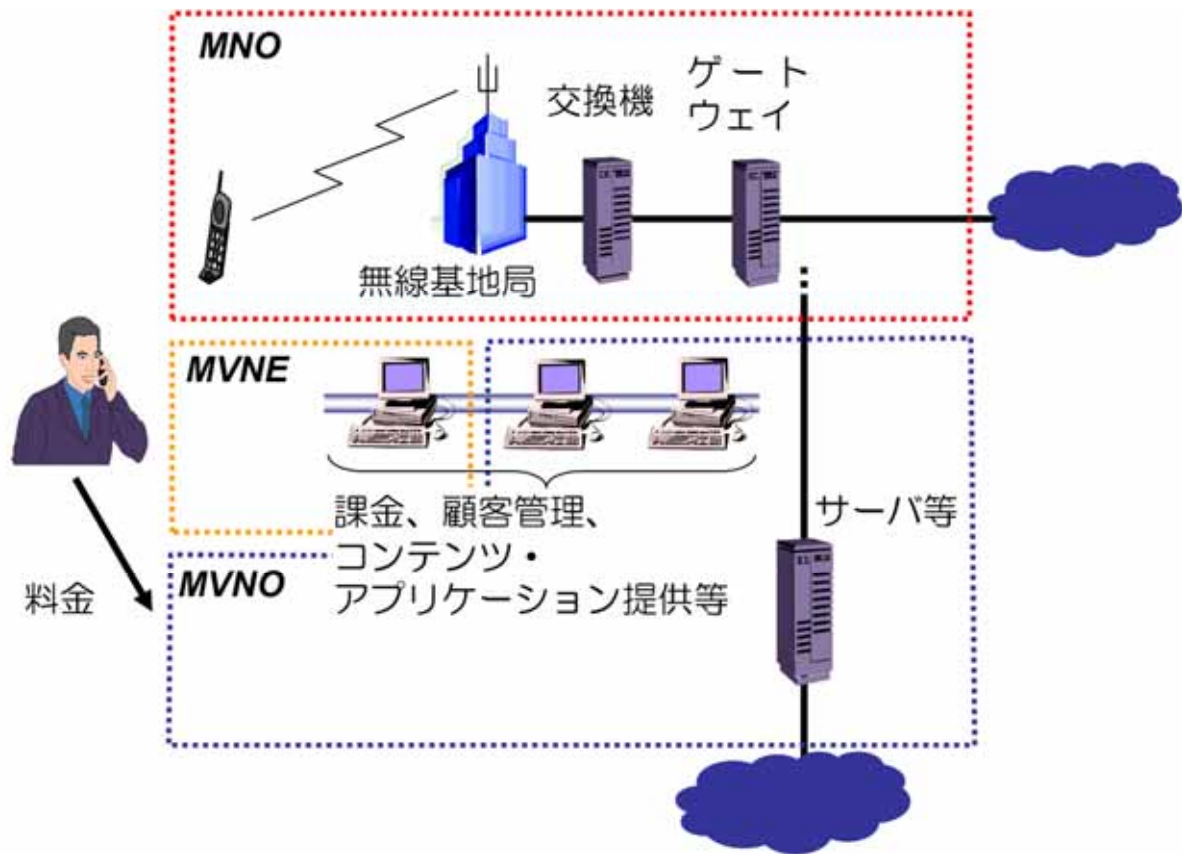 MNO
交換機
ゲート
ウェイ
無線基地局
MVNE
課金、顧客管理、
コンテンツ・
アプリケーション提供等
サーバ等
MVNO
料金